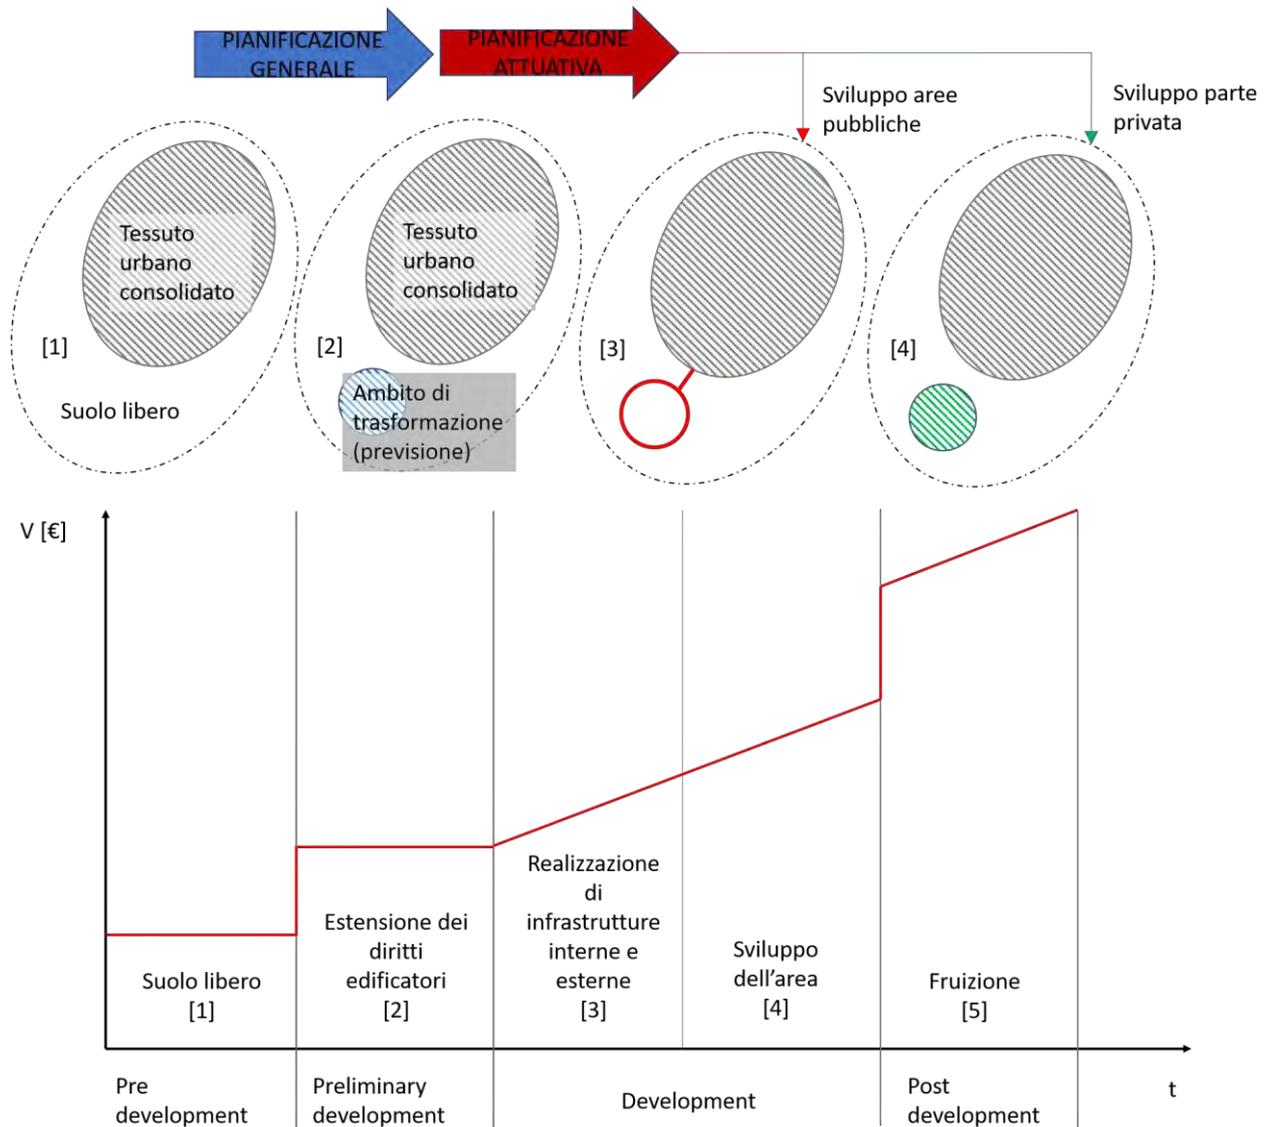 PIANIFICAZIONE
GENERALE
PIANIFICAZIONE
ATTUATIVA
Sviluppo aree
pubbliche
Sviluppo parte
privata
Tessuto
urbano
consolidato
[1]
Suolo libero
Tessuto
urbano
consolidato
[2]
Ambito di
trasformazione
(previsione)
[3]
[4]
V [€]
Suolo libero
[1]
Estensione dei
diritti
edificatori
[2]
Realizzazione
di
infrastrutture
interne e
esterne
[3]
Sviluppo
dell’area
[4]
Fruizione
[5]
Pre
development
Preliminary
development
Development
Post
development
t